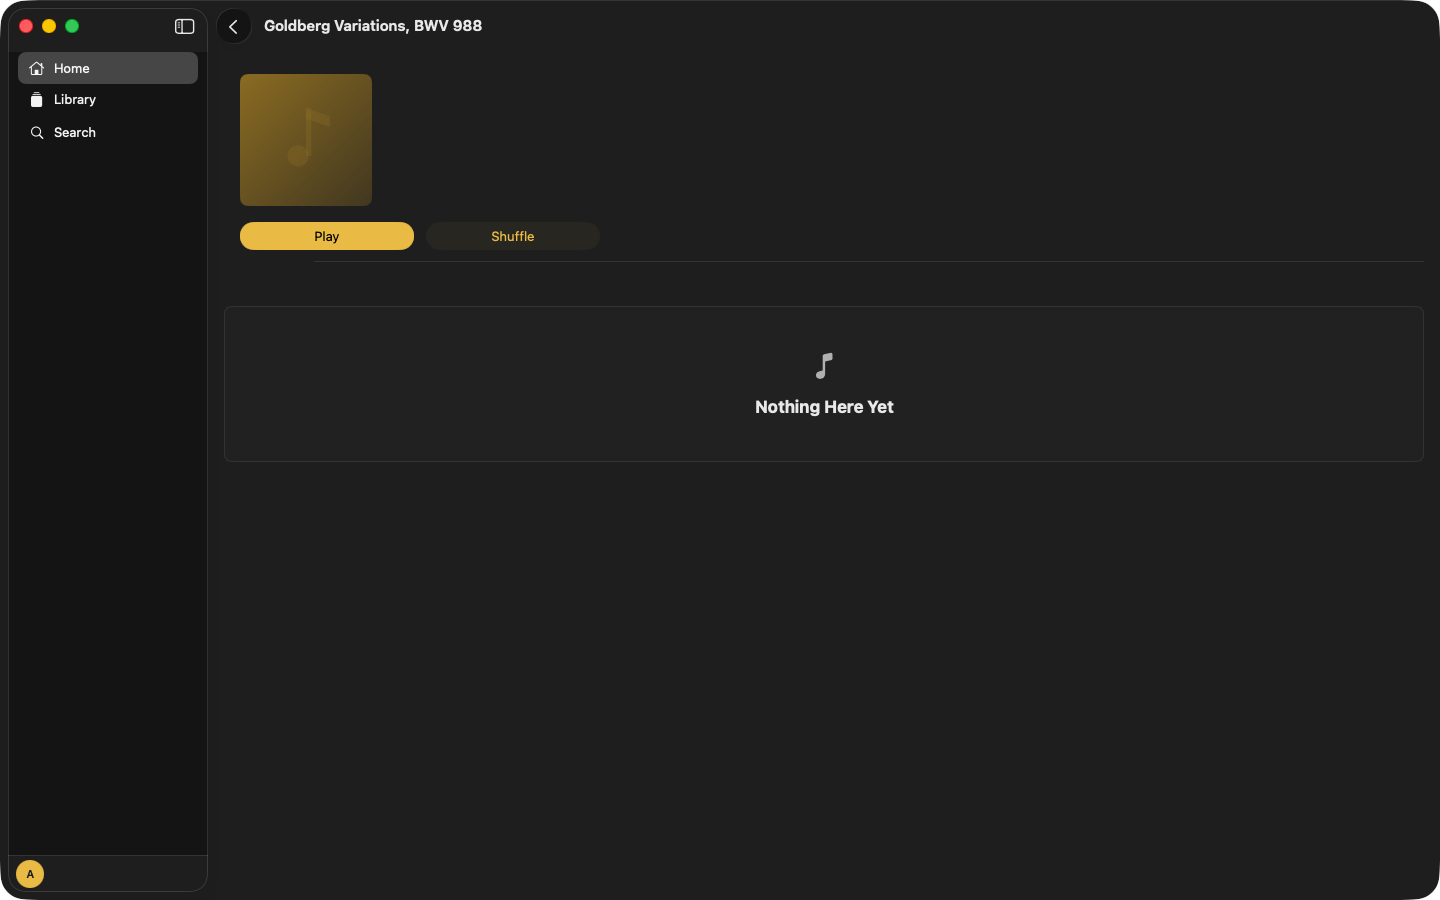 Goldberg Variations, BWV 988
Home
Library
Search
Play
Shuffle
Nothing Here Yet
A